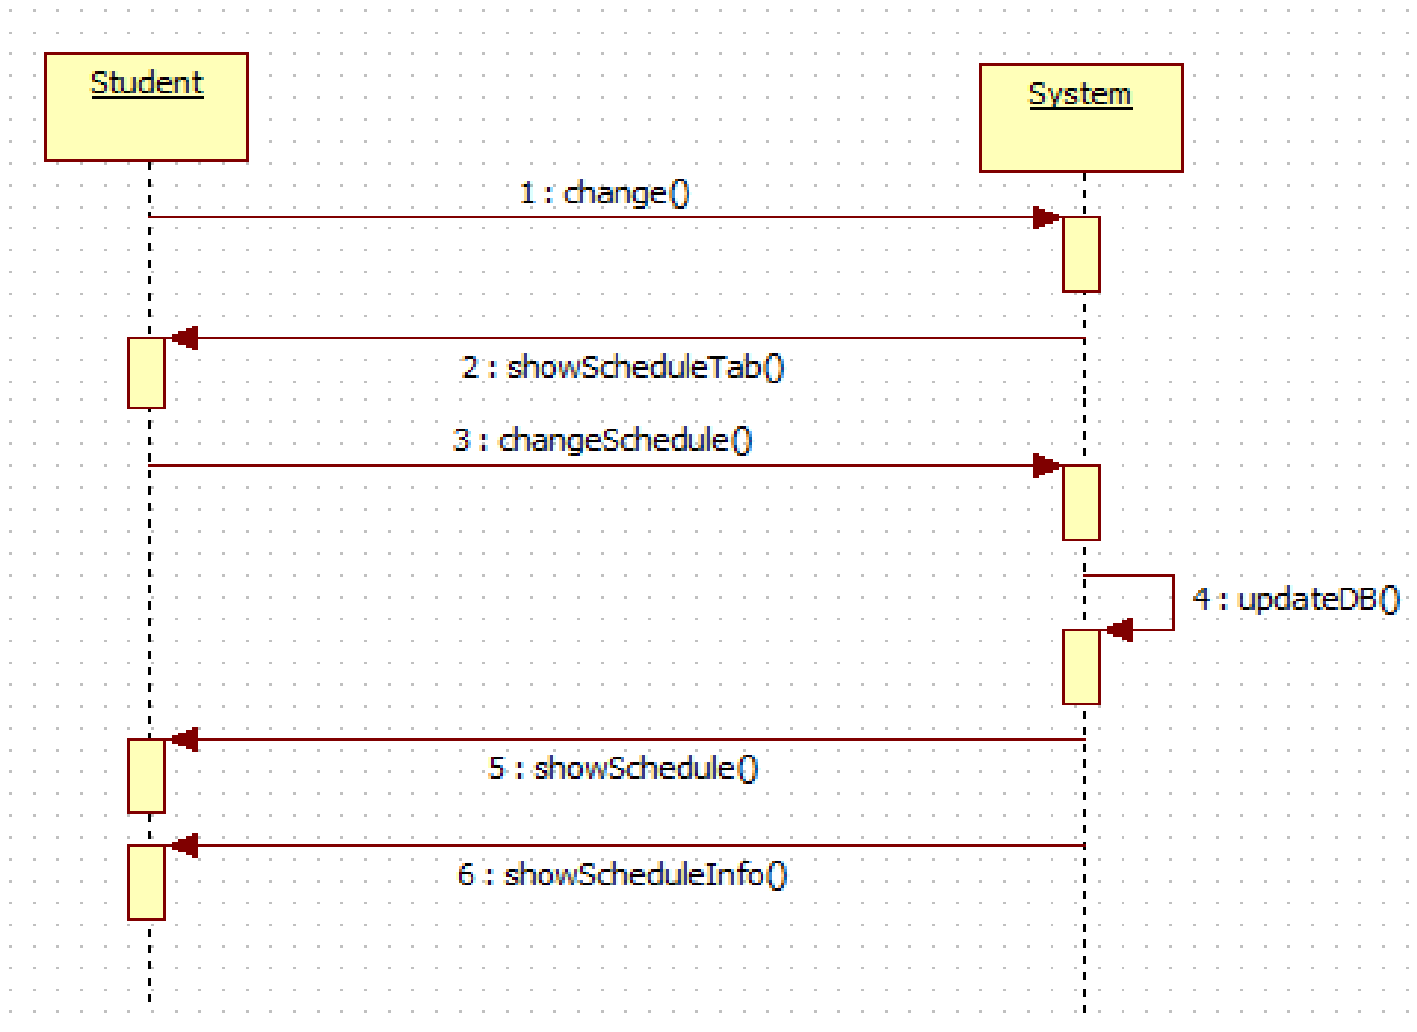 Student
System
1 : change()
2 : showScheduleTab()
3 : changeSchedule()
4 : updateDB()
5 : showSchedule()
6 : showScheduleInfo()